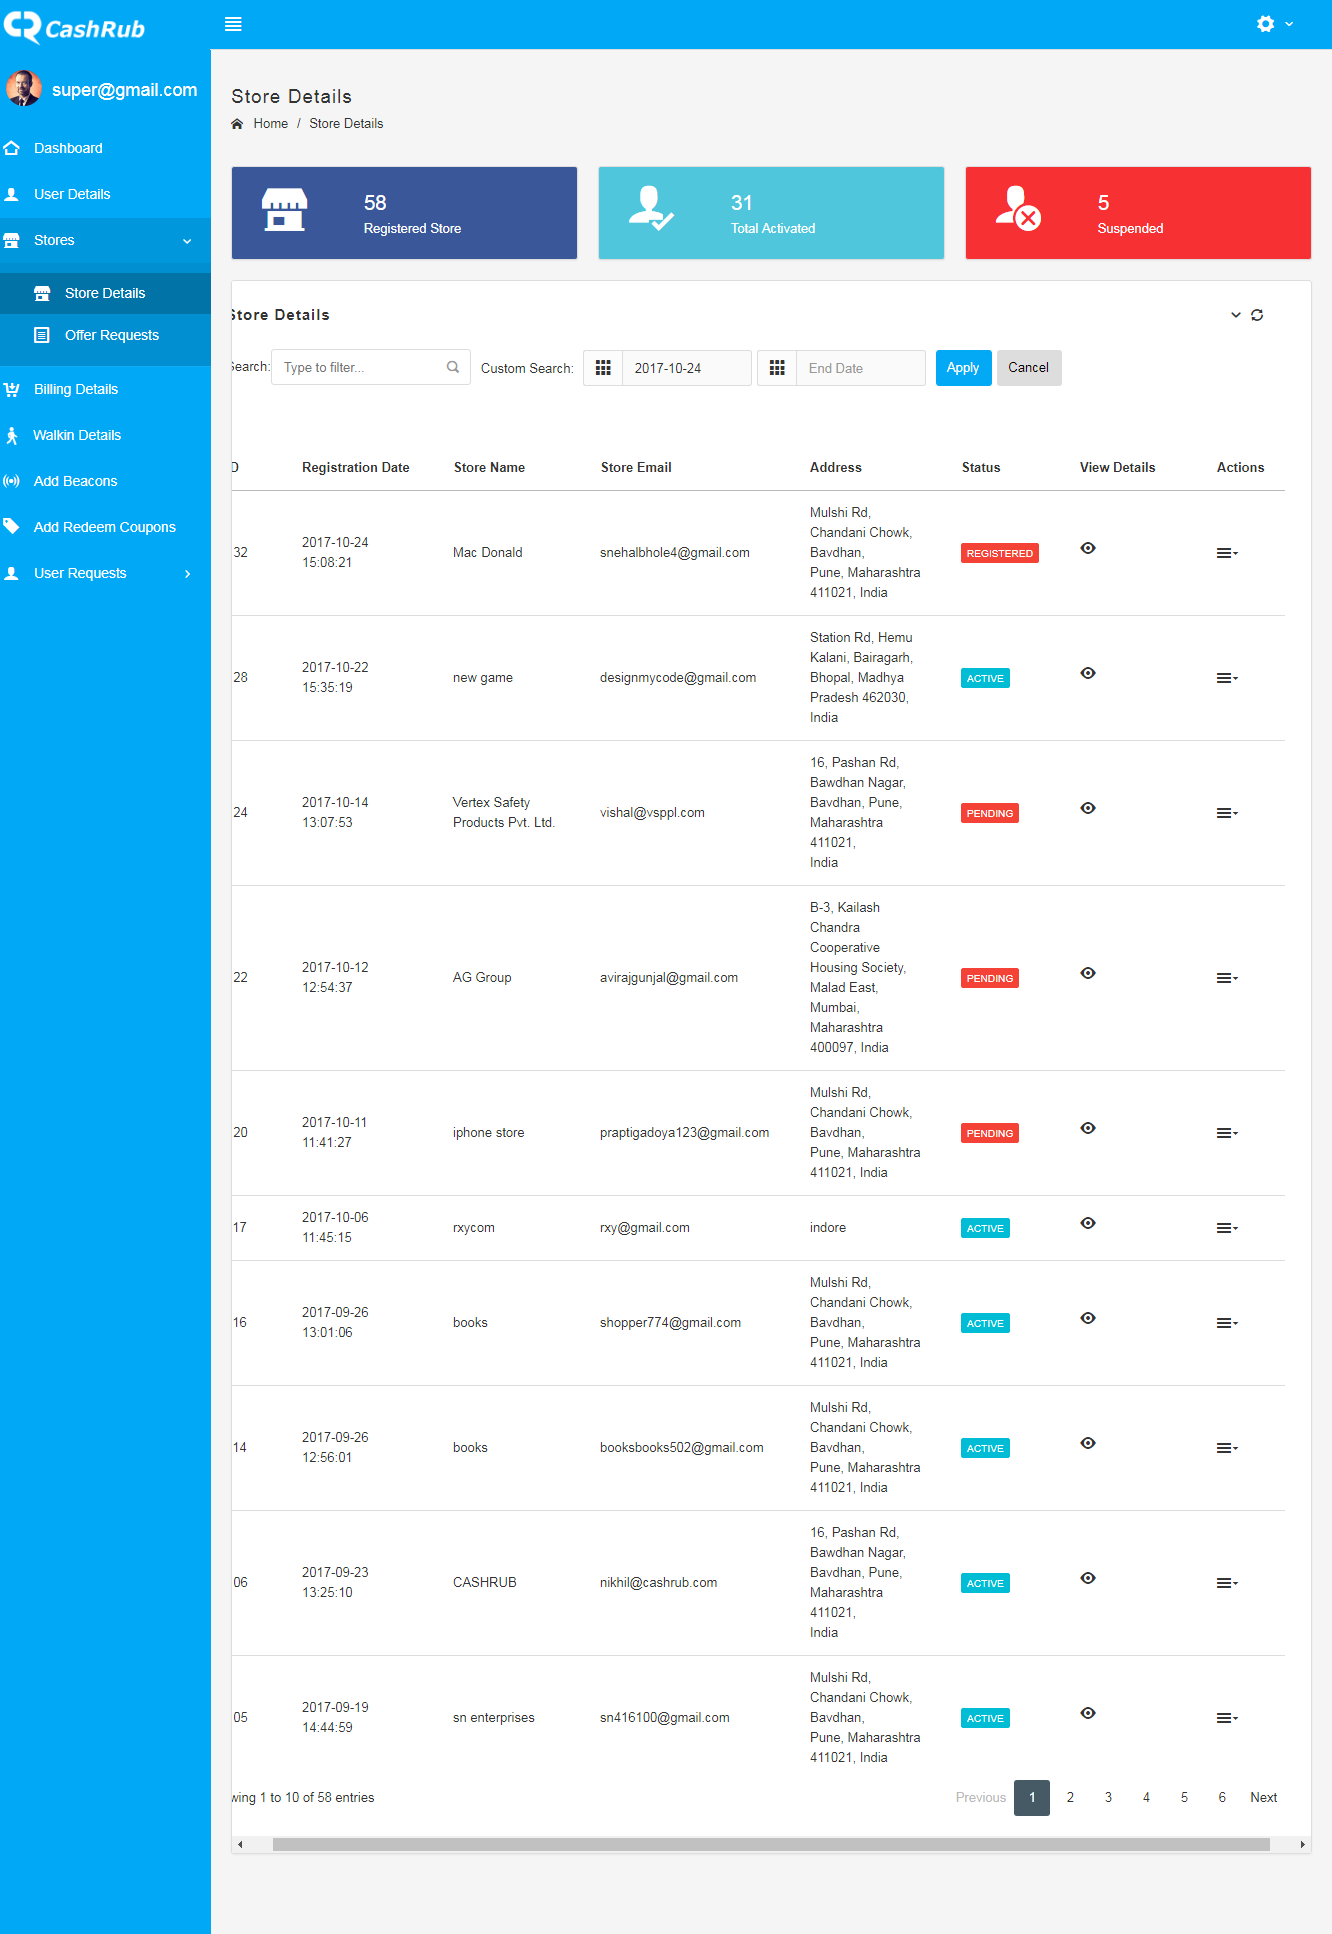 CashRub
super@gmail.com
Dashboard
User Details
Stores
Store Details
Offer Requests
Billing Details
Walkin Details
Add Beacons
Add Redeem Coupons
User Requests
Store Details
Home / Store Details
58
Registered Store
31
Total Activated
5
Suspended
Store Details
Search: Type to filter... Custom Search: 2017-10-24 End Date Apply Cancel
D Registration Date Store Name Store Email Address Status View Details Actions
32 2017-10-24 15:08:21 Mac Donald snehalbhole4@gmail.com Mulshi Rd, Chandani Chowk, Bavdhan, Pune, Maharashtra 411021, India REGISTERED
28 2017-10-22 15:35:19 new game designmycode@gmail.com Station Rd, Hemu Kalani, Bairagarh, Bhopal, Madhya Pradesh 462030, India ACTIVE
24 2017-10-14 13:07:53 Vertex Safety Products Pvt. Ltd. vishal@vsppl.com 16, Pashan Rd, Bawdhan Nagar, Bavdhan, Pune, Maharashtra 411021, India PENDING
22 2017-10-12 12:54:37 AG Group avirajgunjal@gmail.com B-3, Kailash Chandra Cooperative Housing Society, Malad East, Mumbai, Maharashtra 400097, India PENDING
20 2017-10-11 11:41:27 iphone store praptigadoya123@gmail.com Mulshi Rd, Chandani Chowk, Bavdhan, Pune, Maharashtra 411021, India PENDING
17 2017-10-06 11:45:15 rxycom rxy@gmail.com indore ACTIVE
16 2017-09-26 13:01:06 books shopper774@gmail.com Mulshi Rd, Chandani Chowk, Bavdhan, Pune, Maharashtra 411021, India ACTIVE
14 2017-09-26 12:56:01 books booksbooks502@gmail.com Mulshi Rd, Chandani Chowk, Bavdhan, Pune, Maharashtra 411021, India ACTIVE
06 2017-09-23 13:25:10 CASHRUB nikhil@cashrub.com 16, Pashan Rd, Bawdhan Nagar, Bavdhan, Pune, Maharashtra 411021, India ACTIVE
05 2017-09-19 14:44:59 sn enterprises sn416100@gmail.com Mulshi Rd, Chandani Chowk, Bavdhan, Pune, Maharashtra 411021, India ACTIVE
wing 1 to 10 of 58 entries
Previous 1 2 3 4 5 6 Next